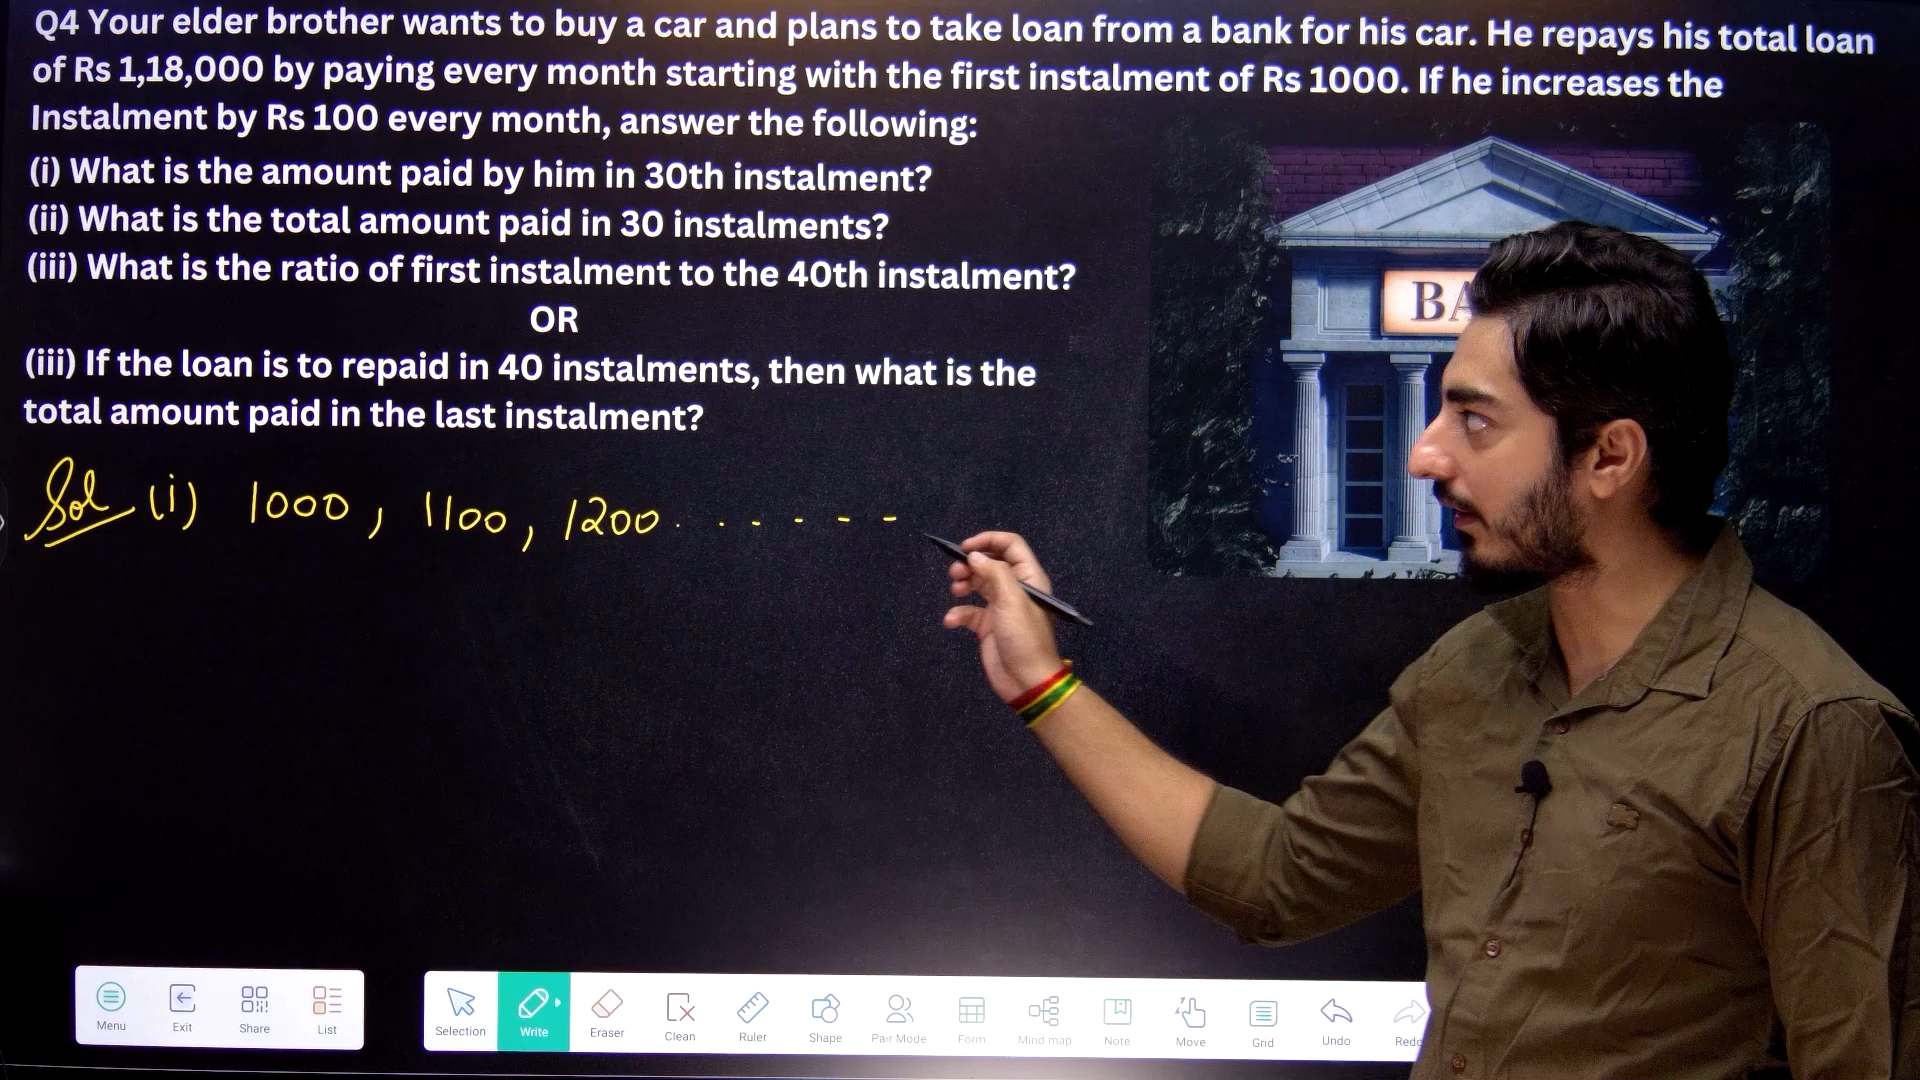 Q4 Your elder brother wants to buy a car and plans to take loan from a bank for his car. He repays his total loan
of Rs 1,18,000 by paying every month starting with the first instalment of Rs 1000. If he increases the
Instalment by Rs 100 every month, answer the following:
(i) What is the amount paid by him in 30th instalment?
(ii) What is the total amount paid in 30 instalments?
(iii) What is the ratio of first instalment to the 40th instalment?
OR
(iii) If the loan is to repaid in 40 instalments, then what is the
total amount paid in the last instalment?
Sol (i) 1000, 1100, 1200.......
Menu Exit Share List Selection Write Eraser Clean Ruler Shape Pair Mode Form Mind map Note Move Grid Undo